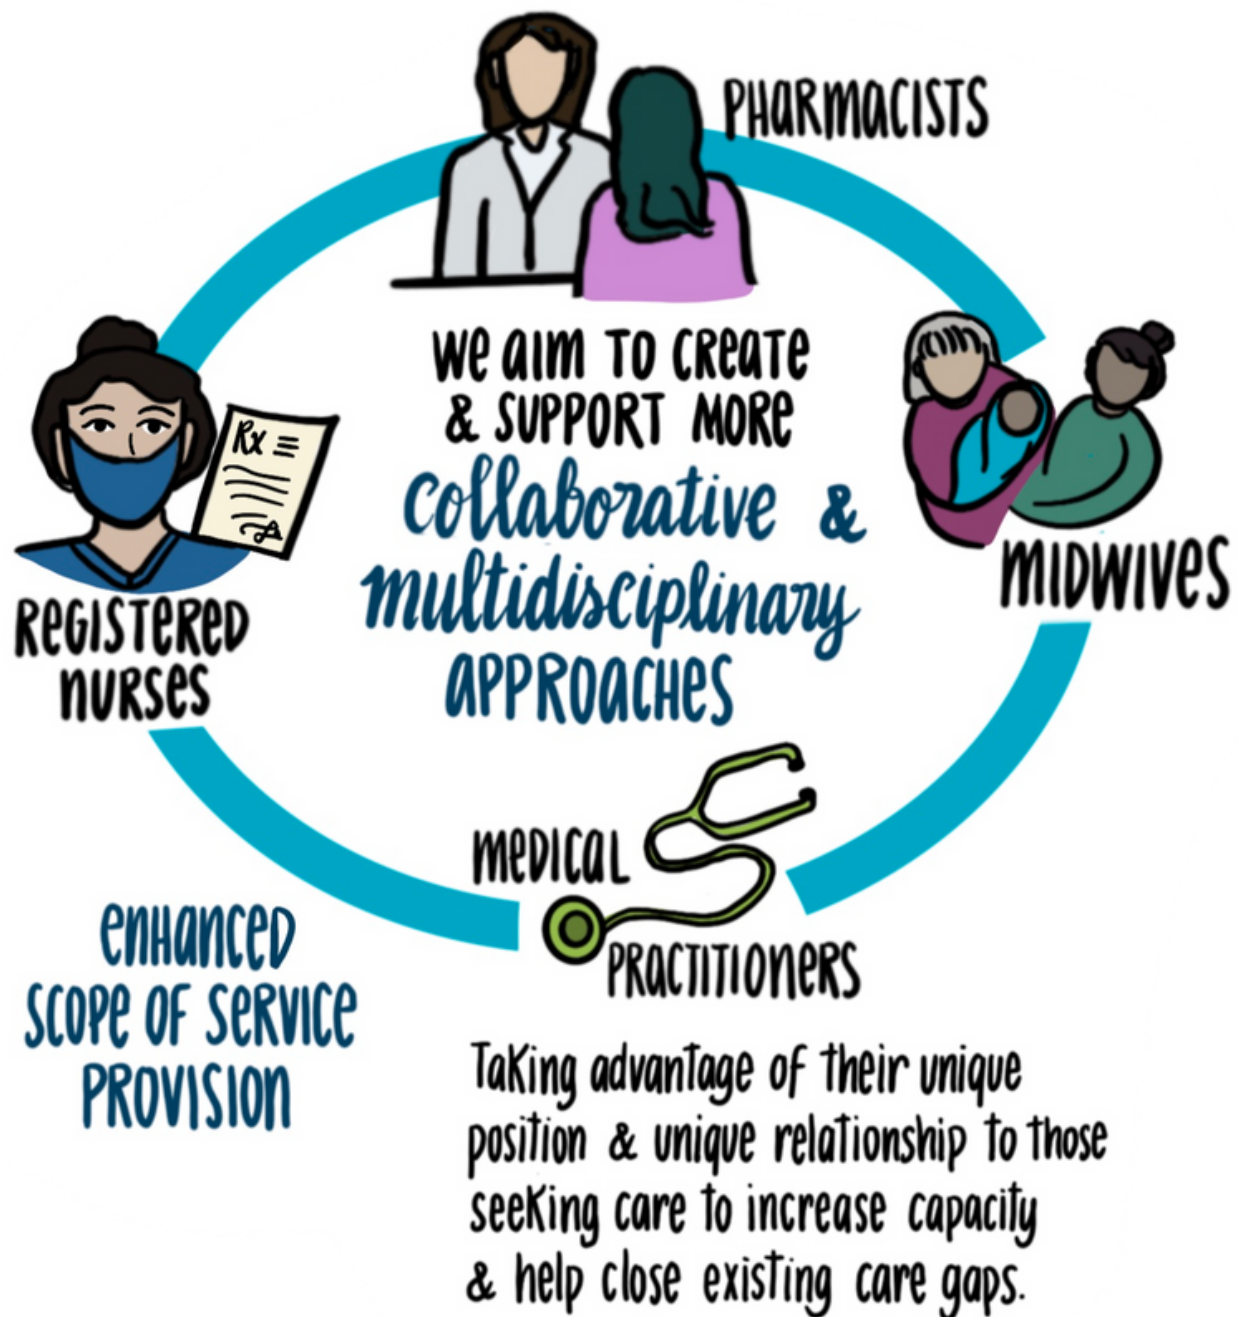 PHARMACISTS
WE AIM TO CREATE
& SUPPORT MORE
collaborative &
multidisciplinary
APPROACHES
Rx
MIDWIVES
REGISTERED
NURSES
MEDICAL
PRACTITIONERS
ENHANCED
SCOPE OF SERVICE
PROVISION
Taking advantage of their unique
position & unique relationship to those
seeking care to increase capacity
& help close existing care gaps.